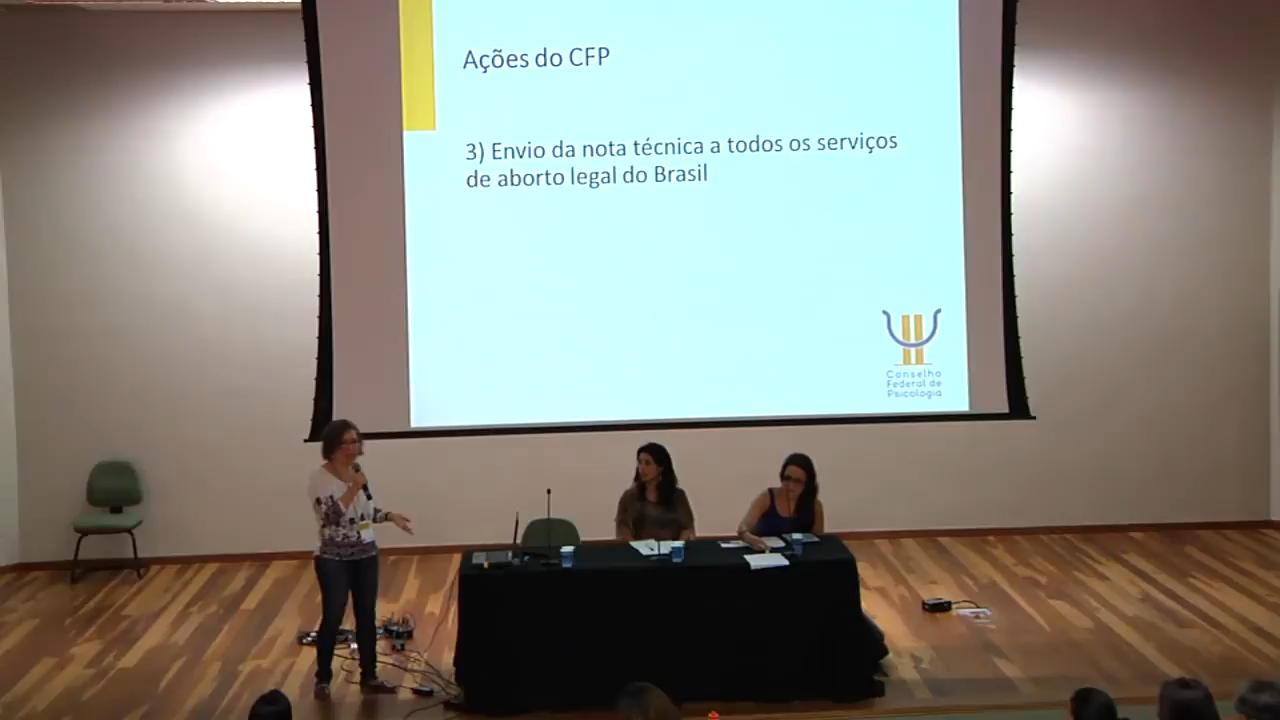 Ações do CFP
3) Envio da nota técnica a todos os serviços
de aborto legal do Brasil
Conselho
Federal de
Psicologia